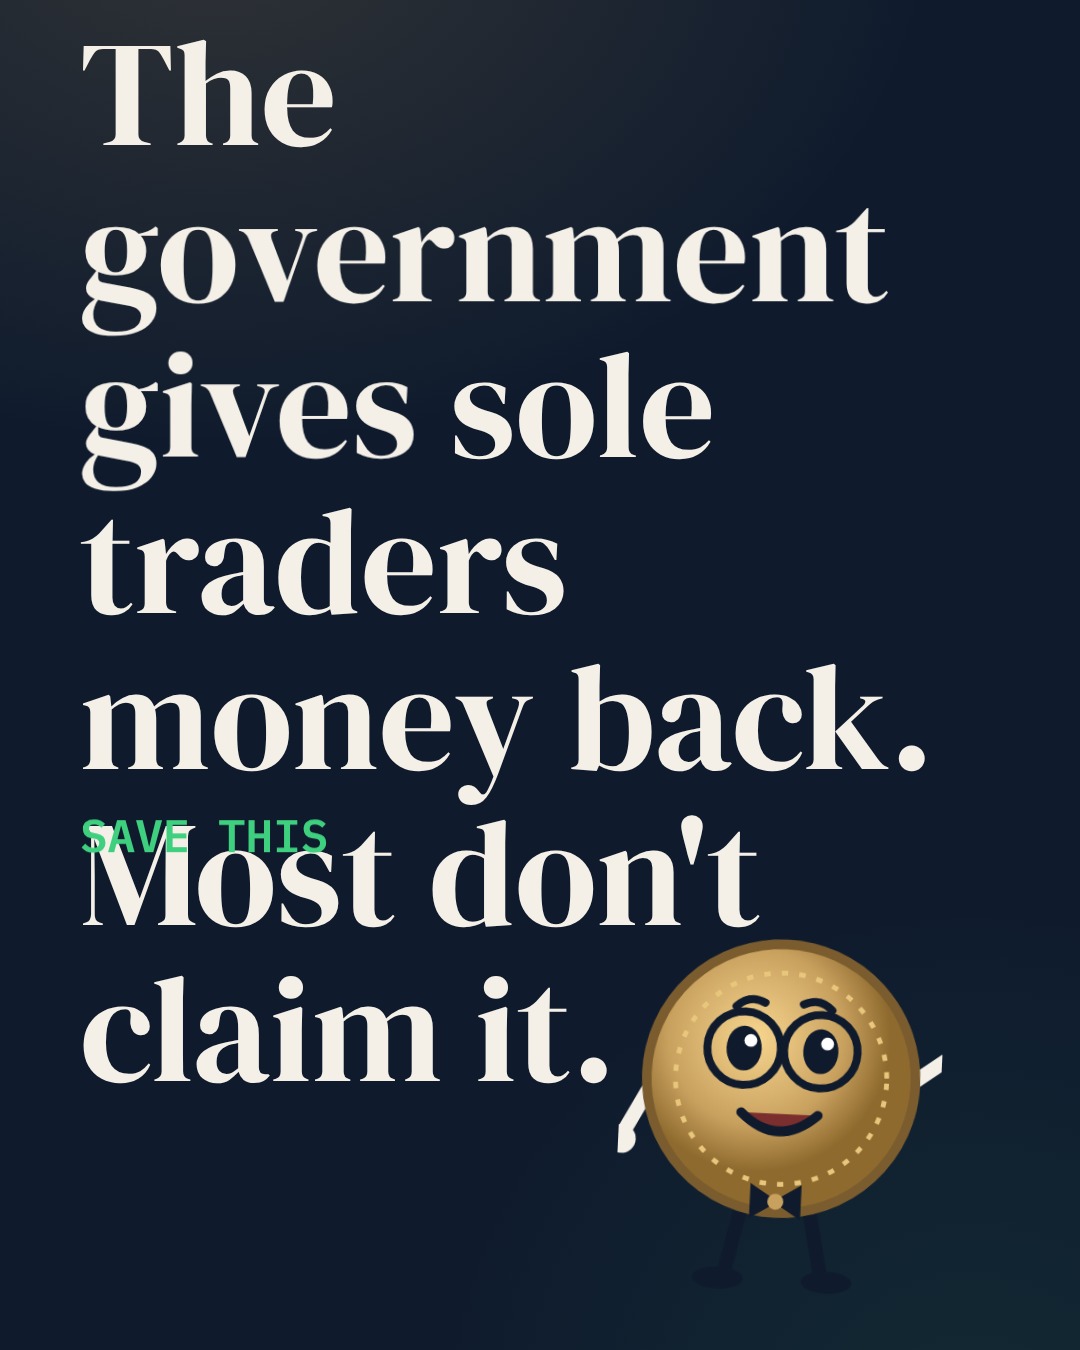 The
government
gives sole
traders
money back.
SAVE THIS
Most don't
claim it.